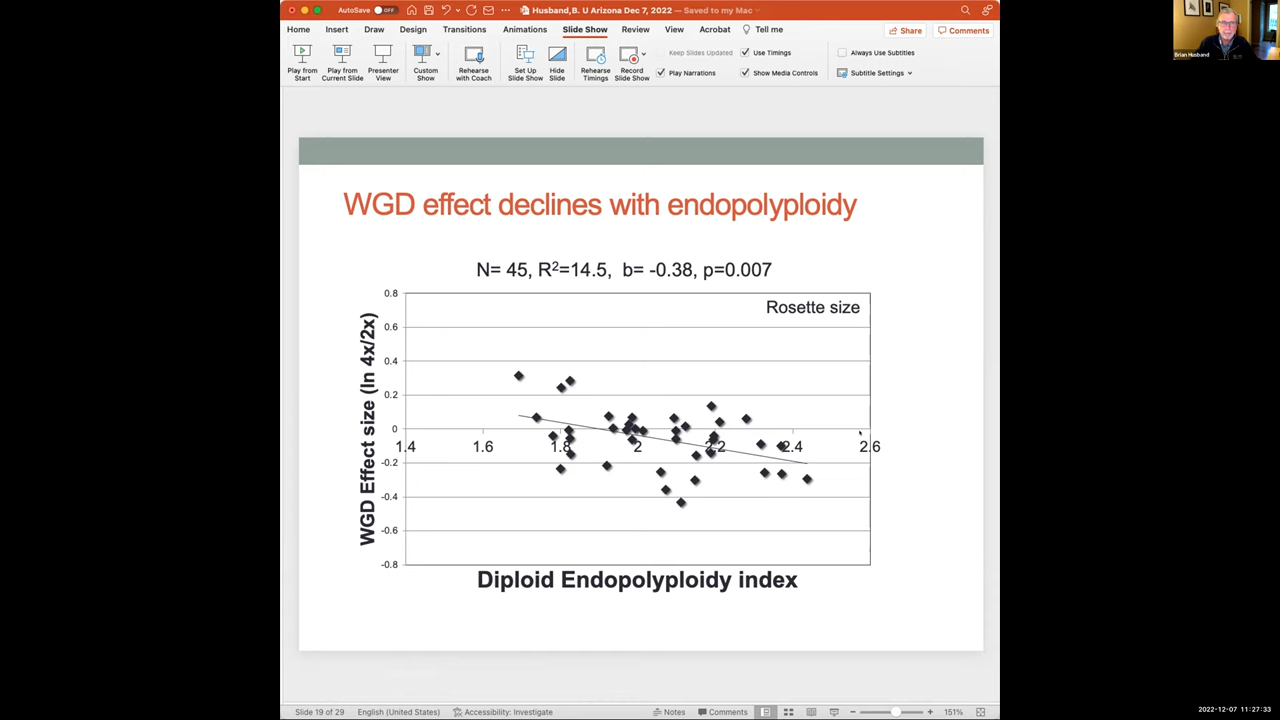 AutoSave OFF
Husband,B. U Arizona Dec 7, 2022 — Saved to my Mac
Home Insert Draw Design Transitions Animations Slide Show Review View Acrobat Tell me
Share Comments
Play from Start
Play from Current Slide
Presenter View
Custom Show
Rehearse with Coach
Set Up Slide Show
Hide Slide
Rehearse Timings
Record Slide Show
Keep Slides Updated
Use Timings
Play Narrations
Show Media Controls
Always Use Subtitles
Subtitle Settings
Brian Husband
WGD effect declines with endopolyploidy
N= 45, R²=14.5, b= -0.38, p=0.007
Rosette size
WGD Effect size (ln 4x/2x)
0.8
0.6
0.4
0.2
0
-0.2
-0.4
-0.6
-0.8
1.4 1.6 1.8 2 2.2 2.4 2.6
Diploid Endopolyploidy index
Slide 19 of 29 English (United States) Accessibility: Investigate Notes Comments 151%
2022-12-07 11:27:33